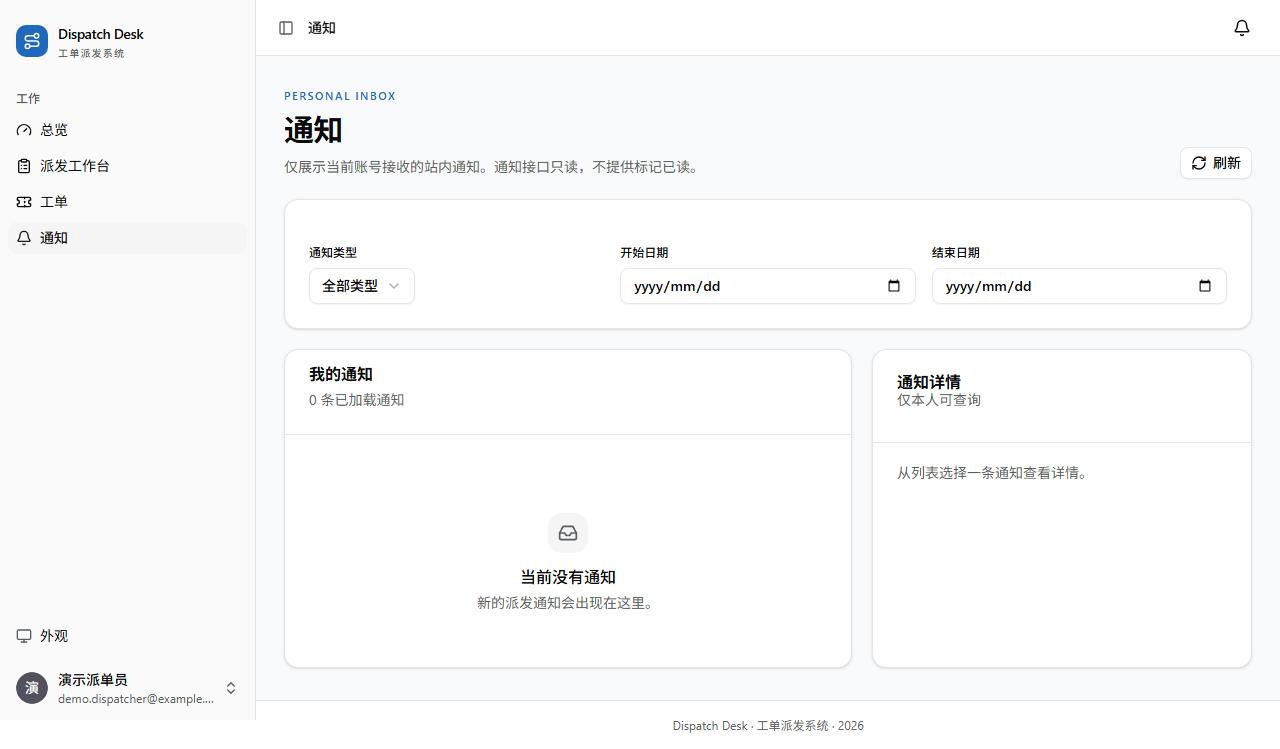 Dispatch Desk
工单派发系统
工作
总览
派发工作台
工单
通知
外观
演
演示派单员
demo.dispatcher@example....
通知
PERSONAL INBOX
通知
仅展示当前账号接收的站内通知。通知接口只读，不提供标记已读。
刷新
通知类型
全部类型
开始日期
yyyy/mm/dd
结束日期
yyyy/mm/dd
我的通知
0 条已加载通知
当前没有通知
新的派发通知会出现在这里。
通知详情
仅本人可查询
从列表选择一条通知查看详情。
Dispatch Desk · 工单派发系统 · 2026